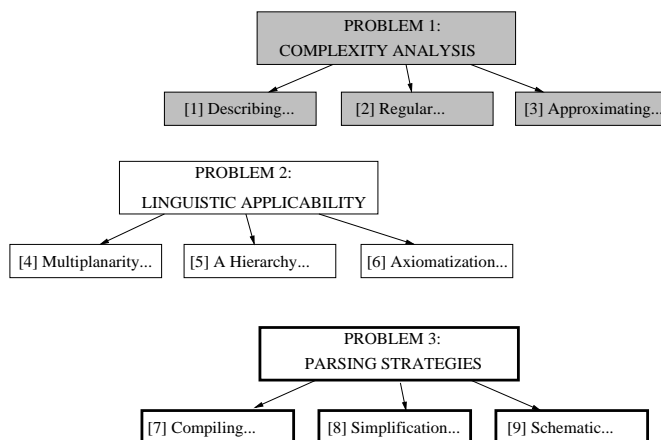 PROBLEM 1:
COMPLEXITY ANALYSIS
[1] Describing...
[2] Regular...
[3] Approximating...
PROBLEM 2:
LINGUISTIC APPLICABILITY
[4] Multiplanarity...
[5] A Hierarchy...
[6] Axiomatization...
PROBLEM 3:
PARSING STRATEGIES
[7] Compiling...
[8] Simplification...
[9] Schematic...